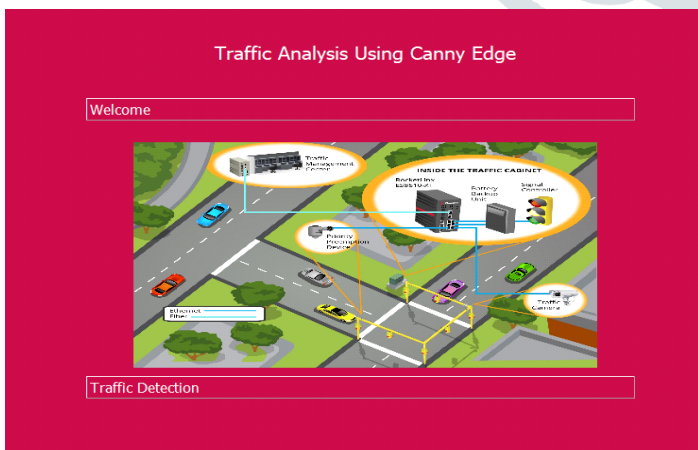 Traffic Analysis Using Canny Edge
Welcome
Traffic
Management
Center
INSIDE THE TRAFFIC CABINET
RocketLinx
Battery
Backup
Unit
Signal
Controller
Priority
Preemption
Device
Traffic
Camera
Ethernet
Fiber
Traffic Detection